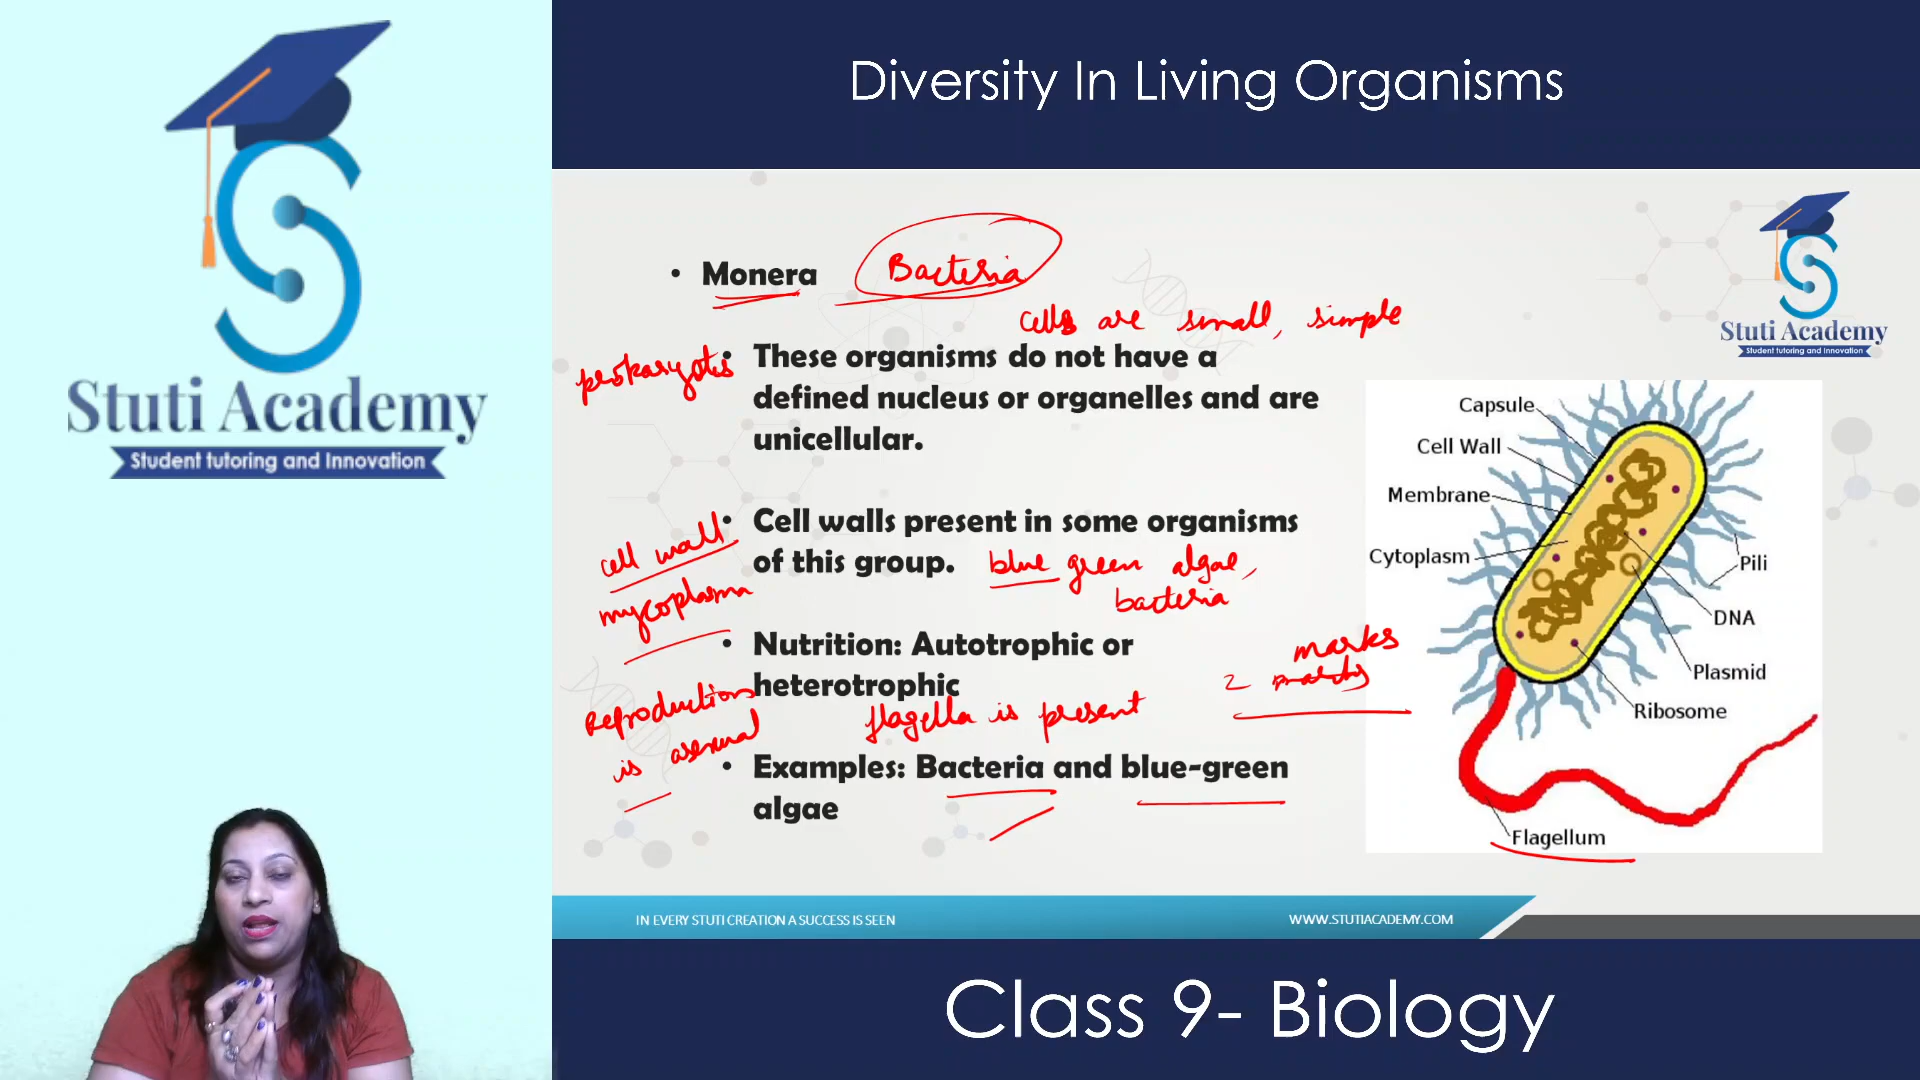 Stuti Academy
Student tutoring and Innovation
Diversity In Living Organisms
Stuti Academy
Student tutoring and Innovation
• Monera
Bacteria
cells are small, simple
prokaryotes
• These organisms do not have a
defined nucleus or organelles and are
unicellular.
cell wall
mycoplasma
• Cell walls present in some organisms
of this group.
blue green algae,
bacteria
• Nutrition: Autotrophic or
heterotrophic
2 marks
Reproduction
is asexual
flagella is present
• Examples: Bacteria and blue-green
algae
Capsule
Cell Wall
Membrane
Cytoplasm
Pili
DNA
Plasmid
Ribosome
Flagellum
IN EVERY STUTI CREATION A SUCCESS IS SEEN
WWW.STUTIACADEMY.COM
Class 9- Biology